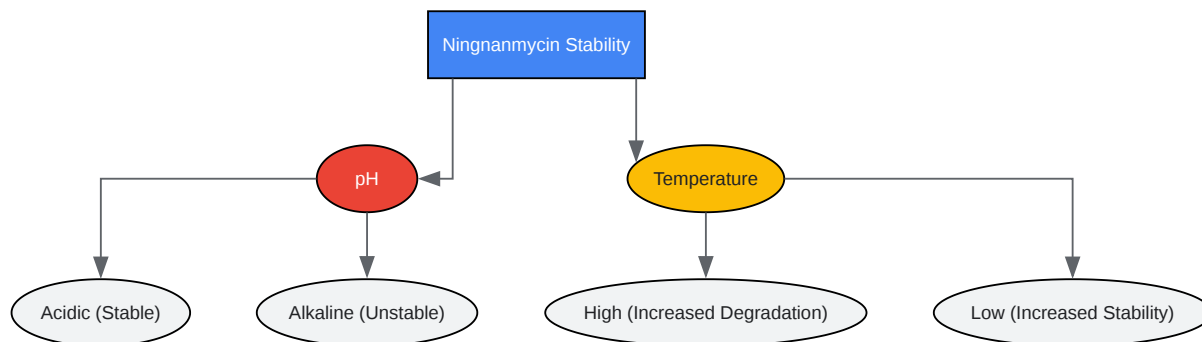 Ningnanmycin Stability
pH
Temperature
Acidic (Stable)
Alkaline (Unstable)
High (Increased Degradation)
Low (Increased Stability)